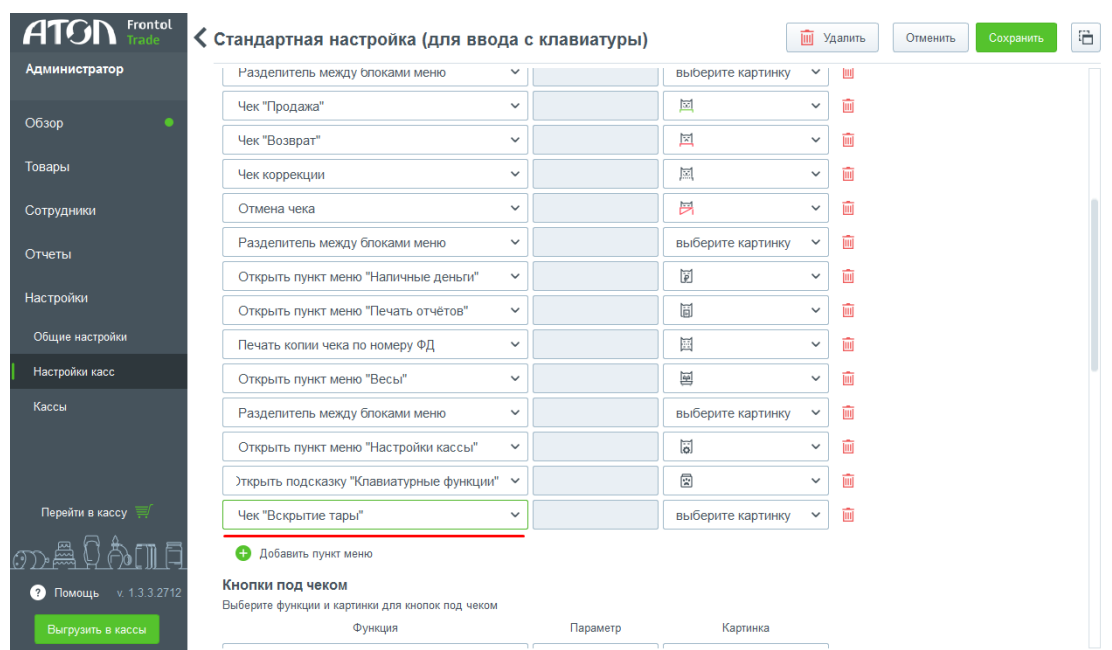 АТОЛ Frontol
Trade
Администратор
Обзор
Товары
Сотрудники
Отчеты
Настройки
Общие настройки
Настройки касс
Кассы
Перейти в кассу
? Помощь v. 1.3.3.2712
Выгрузить в кассы
Стандартная настройка (для ввода с клавиатуры)
Удалить
Отменить
Сохранить
Разделитель между блоками меню выберите картинку
Чек "Продажа"
Чек "Возврат"
Чек коррекции
Отмена чека
Разделитель между блоками меню выберите картинку
Открыть пункт меню "Наличные деньги"
Открыть пункт меню "Печать отчётов"
Печать копии чека по номеру ФД
Открыть пункт меню "Весы"
Разделитель между блоками меню выберите картинку
Открыть пункт меню "Настройки кассы"
Открыть подсказку "Клавиатурные функции"
Чек "Вскрытие тары" выберите картинку
Добавить пункт меню
Кнопки под чеком
Выберите функции и картинки для кнопок под чеком
Функция Параметр Картинка